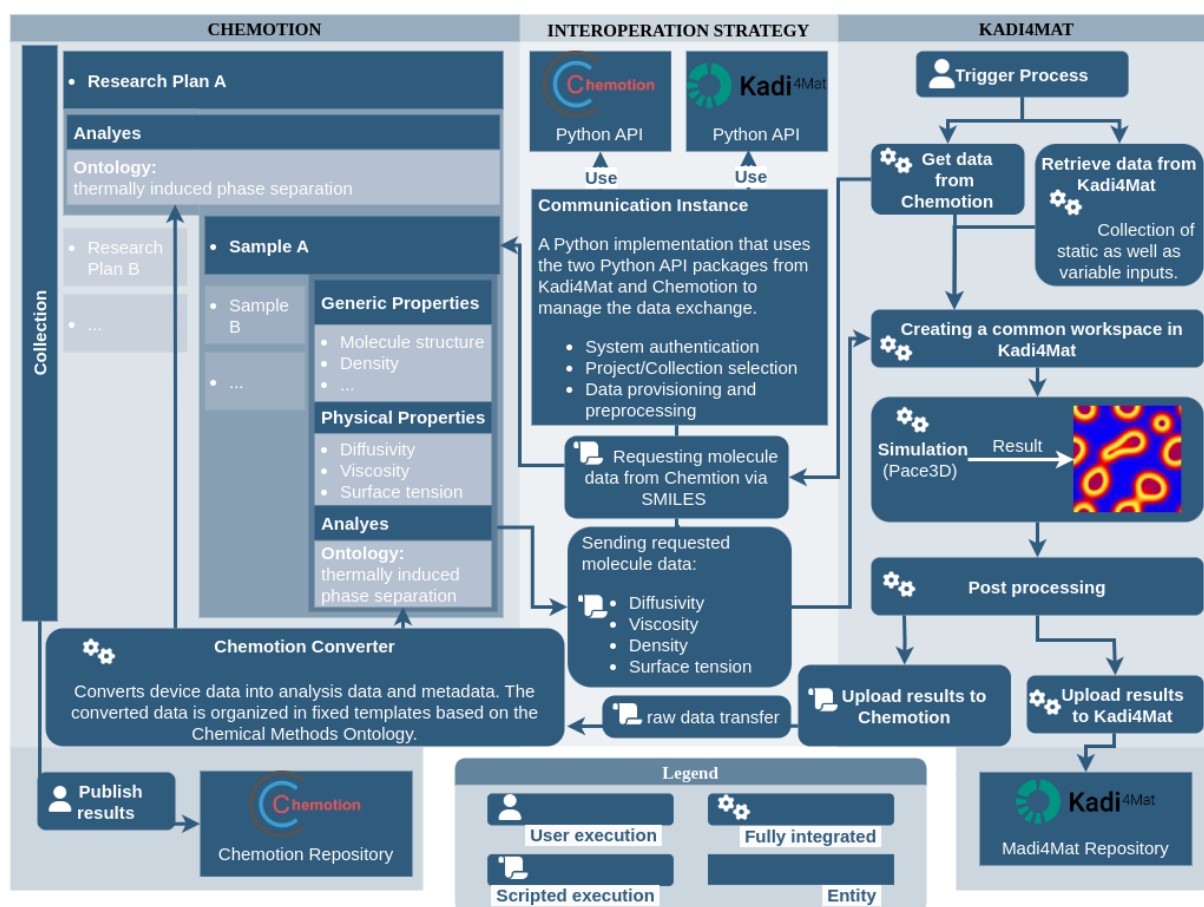 CHEMOTION
INTEROPERATION STRATEGY
KADI4MAT
Collection
• Research Plan A
Analyes
Ontology:
thermally induced phase separation
• Research
Plan B
• ...
• Sample A
• Sample
B
• ...
Generic Properties
• Molecule structure
• Density
• ...
Physical Properties
• Diffusivity
• Viscosity
• Surface tension
Analyes
Ontology:
thermally induced
phase separation
Chemotion Converter
Converts device data into analysis data and metadata. The
converted data is organized in fixed templates based on the
Chemical Methods Ontology.
Publish
results
Chemotion
Chemotion Repository
Chemotion
Python API
Kadi4Mat
Python API
Use
Use
Communication Instance
A Python implementation that uses
the two Python API packages from
Kadi4Mat and Chemotion to
manage the data exchange.
• System authentication
• Project/Collection selection
• Data provisioning and
preprocessing
Requesting molecule
data from Chemtion via
SMILES
Sending requested
molecule data:
• Diffusivity
• Viscosity
• Density
• Surface tension
raw data transfer
Trigger Process
Get data
from
Chemotion
Retrieve data from
Kadi4Mat
Collection of
static as well as
variable inputs.
Creating a common workspace in
Kadi4Mat
Simulation
(Pace3D)
Result
Post processing
Upload results to
Chemotion
Upload results
to Kadi4Mat
Kadi4Mat
Madi4Mat Repository
Legend
User execution
Fully integrated
Scripted execution
Entity